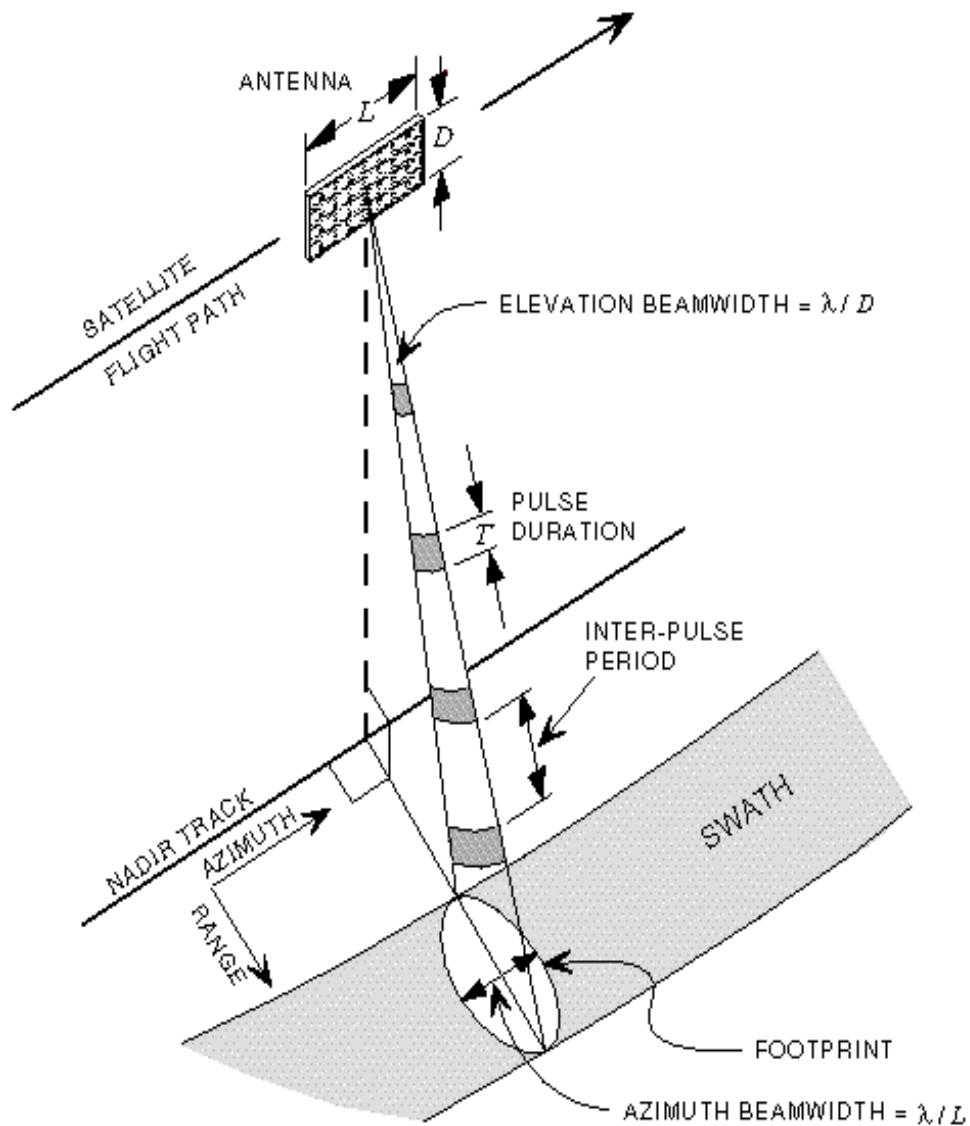 ANTENNA
L
D
SATELLITE
FLIGHT PATH
ELEVATION BEAMWIDTH = λ / D
PULSE
DURATION
T
INTER-PULSE
PERIOD
SWATH
NADIR TRACK
AZIMUTH
RANGE
FOOTPRINT
AZIMUTH BEAMWIDTH = λ / L